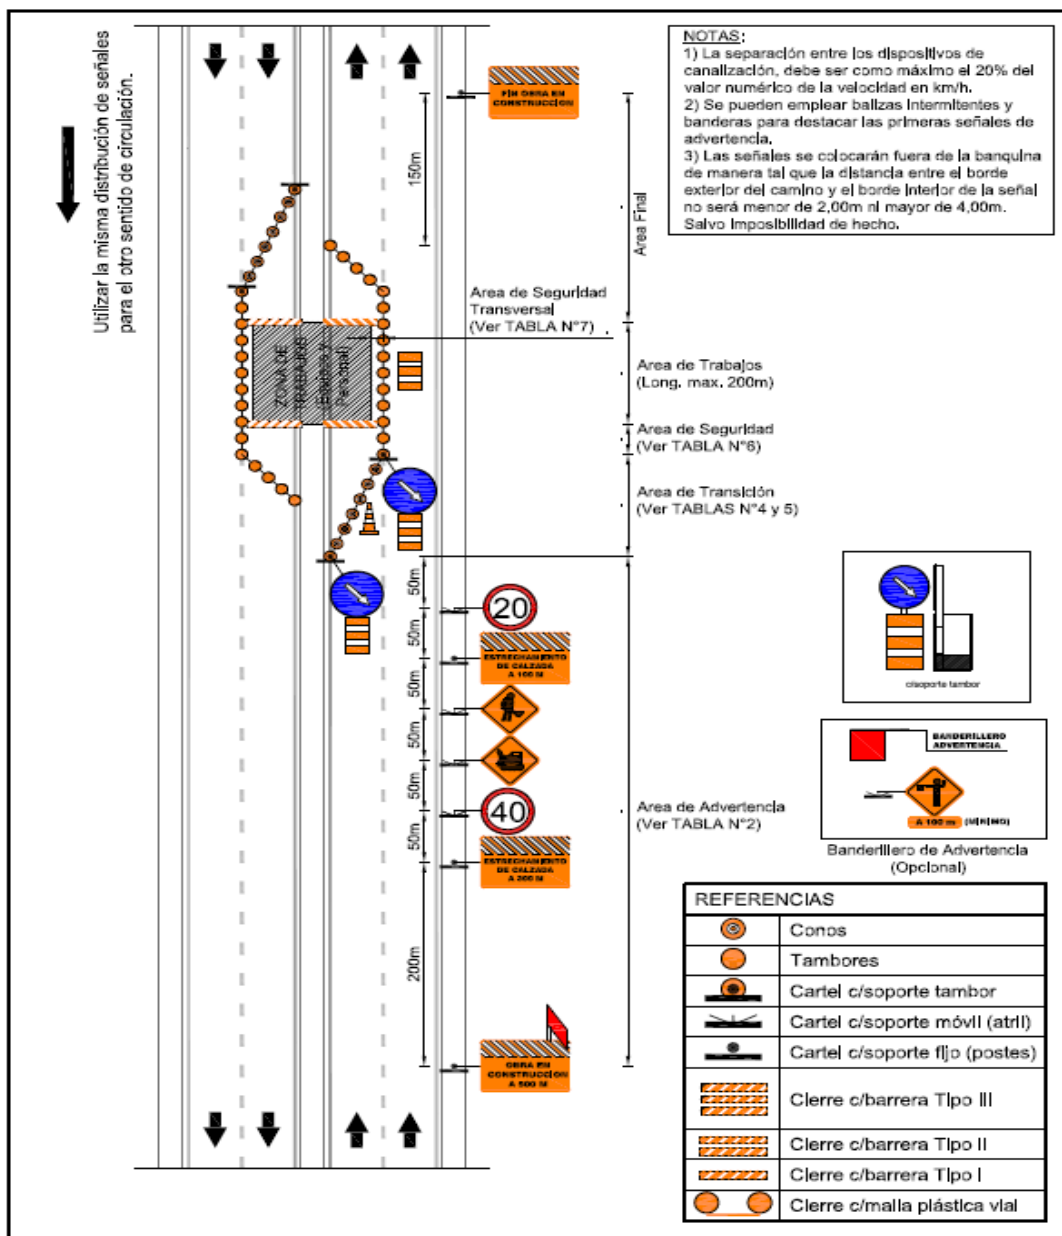 NOTAS:
1) La separación entre los dispositivos de
canalización, debe ser como máximo el 20% del
valor numérico de la velocidad en km/h.
2) Se pueden emplear balizas intermitentes y
banderas para destacar las primeras señales de
advertencia.
3) Las señales se colocarán fuera de la banquina
de manera tal que la distancia entre el borde
exterior del camino y el borde interior de la señal
no será menor de 2,00m ni mayor de 4,00m.
Salvo imposibilidad de hecho.
Utilizar la misma distribución de señales
para el otro sentido de circulación.
FIN OBRA EN
CONSTRUCCION
150m
Area Final
Area de Seguridad
Transversal
(Ver TABLA N°7)
ZONA DE
TRABAJOS
(Equipos y
Personal)
Area de Trabajos
(Long. max. 200m)
Area de Seguridad
(Ver TABLA N°6)
Area de Transición
(Ver TABLAS N°4 y 5)
50m
20
50m
ESTRECHAMIENTO
DE CALZADA
A 100 M
50m
50m
50m
40
50m
ESTRECHAMIENTO
DE CALZADA
A 300 M
Area de Advertencia
(Ver TABLA N°2)
200m
OBRA EN
CONSTRUCCION
A 500 M
c/soporte tambor
BANDERILLERO
ADVERTENCIA
A 100 m (MINIMO)
Banderillero de Advertencia
(Opcional)
REFERENCIAS
Conos
Tambores
Cartel c/soporte tambor
Cartel c/soporte móvil (atril)
Cartel c/soporte fijo (postes)
Cierre c/barrera Tipo III
Cierre c/barrera Tipo II
Cierre c/barrera Tipo I
Cierre c/malla plástica vial